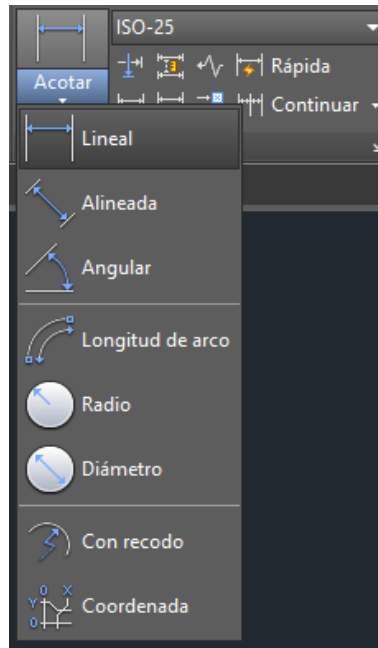 ISO-25
Rápida
Acotar
Continuar
Lineal
Alineada
Angular
Longitud de arco
Radio
Diámetro
Con recodo
Coordenada